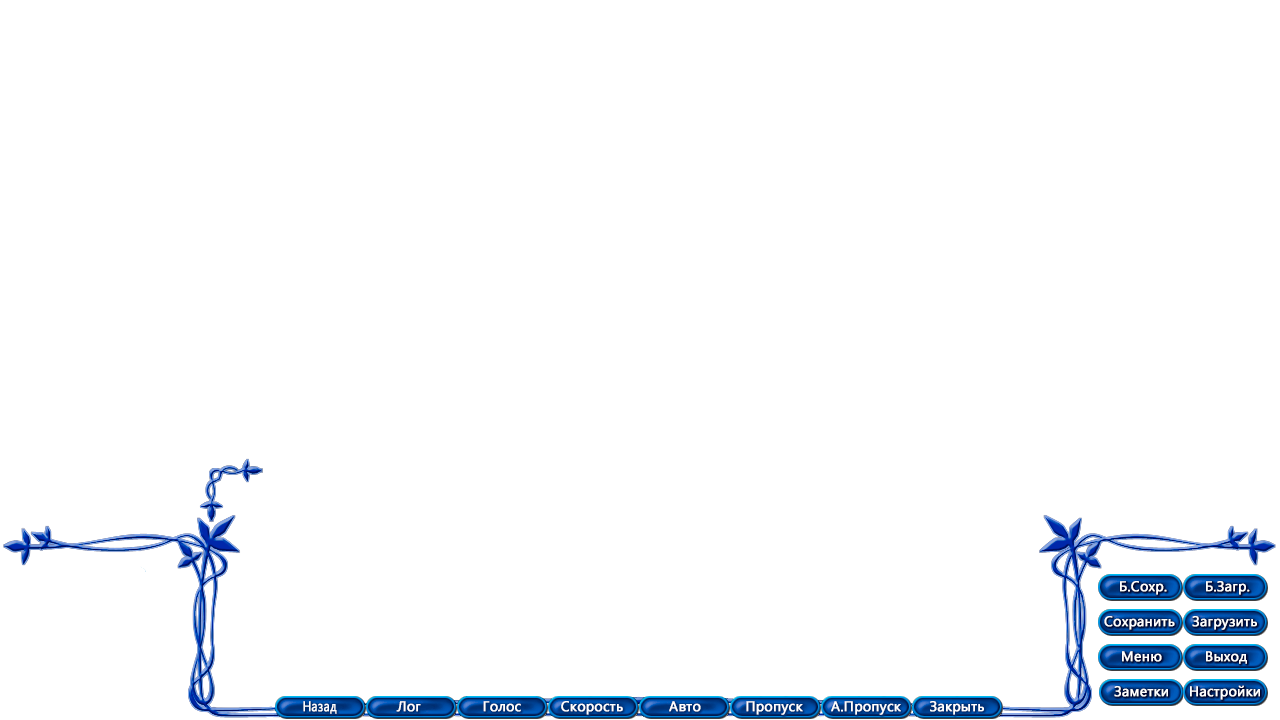 Б.Сохр. Б.Загр.
Сохранить Загрузить
Меню Выход
Заметки Настройки
Назад Лог Голос Скорость Авто Пропуск А.Пропуск Закрыть